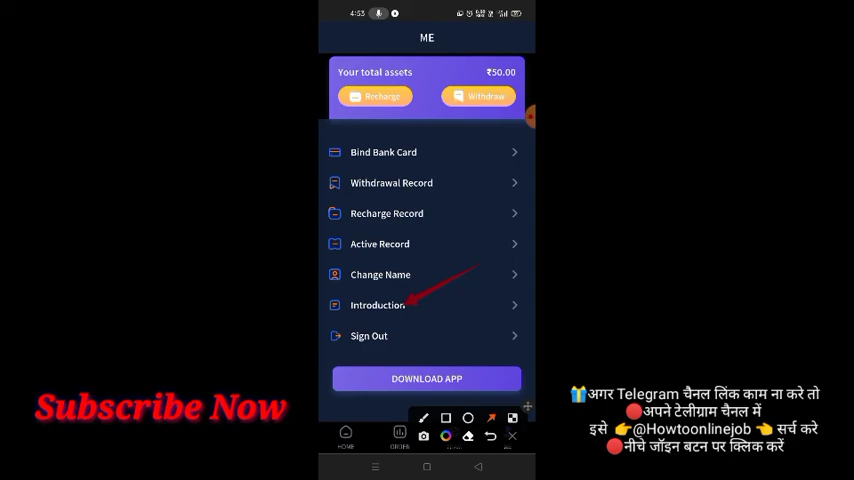 4:53
ME
Your total assets ₹50.00
Recharge Withdraw
Bind Bank Card
Withdrawal Record
Recharge Record
Active Record
Change Name
Introduction
Sign Out
DOWNLOAD APP
HOME ORDER
Subscribe Now
🎁अगर Telegram चैनल लिंक काम ना करे तो
🔴अपने टेलीग्राम चैनल में
इसे 👉@Howtoonlinejob 👈 सर्च करे
🔴नीचे जॉइन बटन पर क्लिक करें